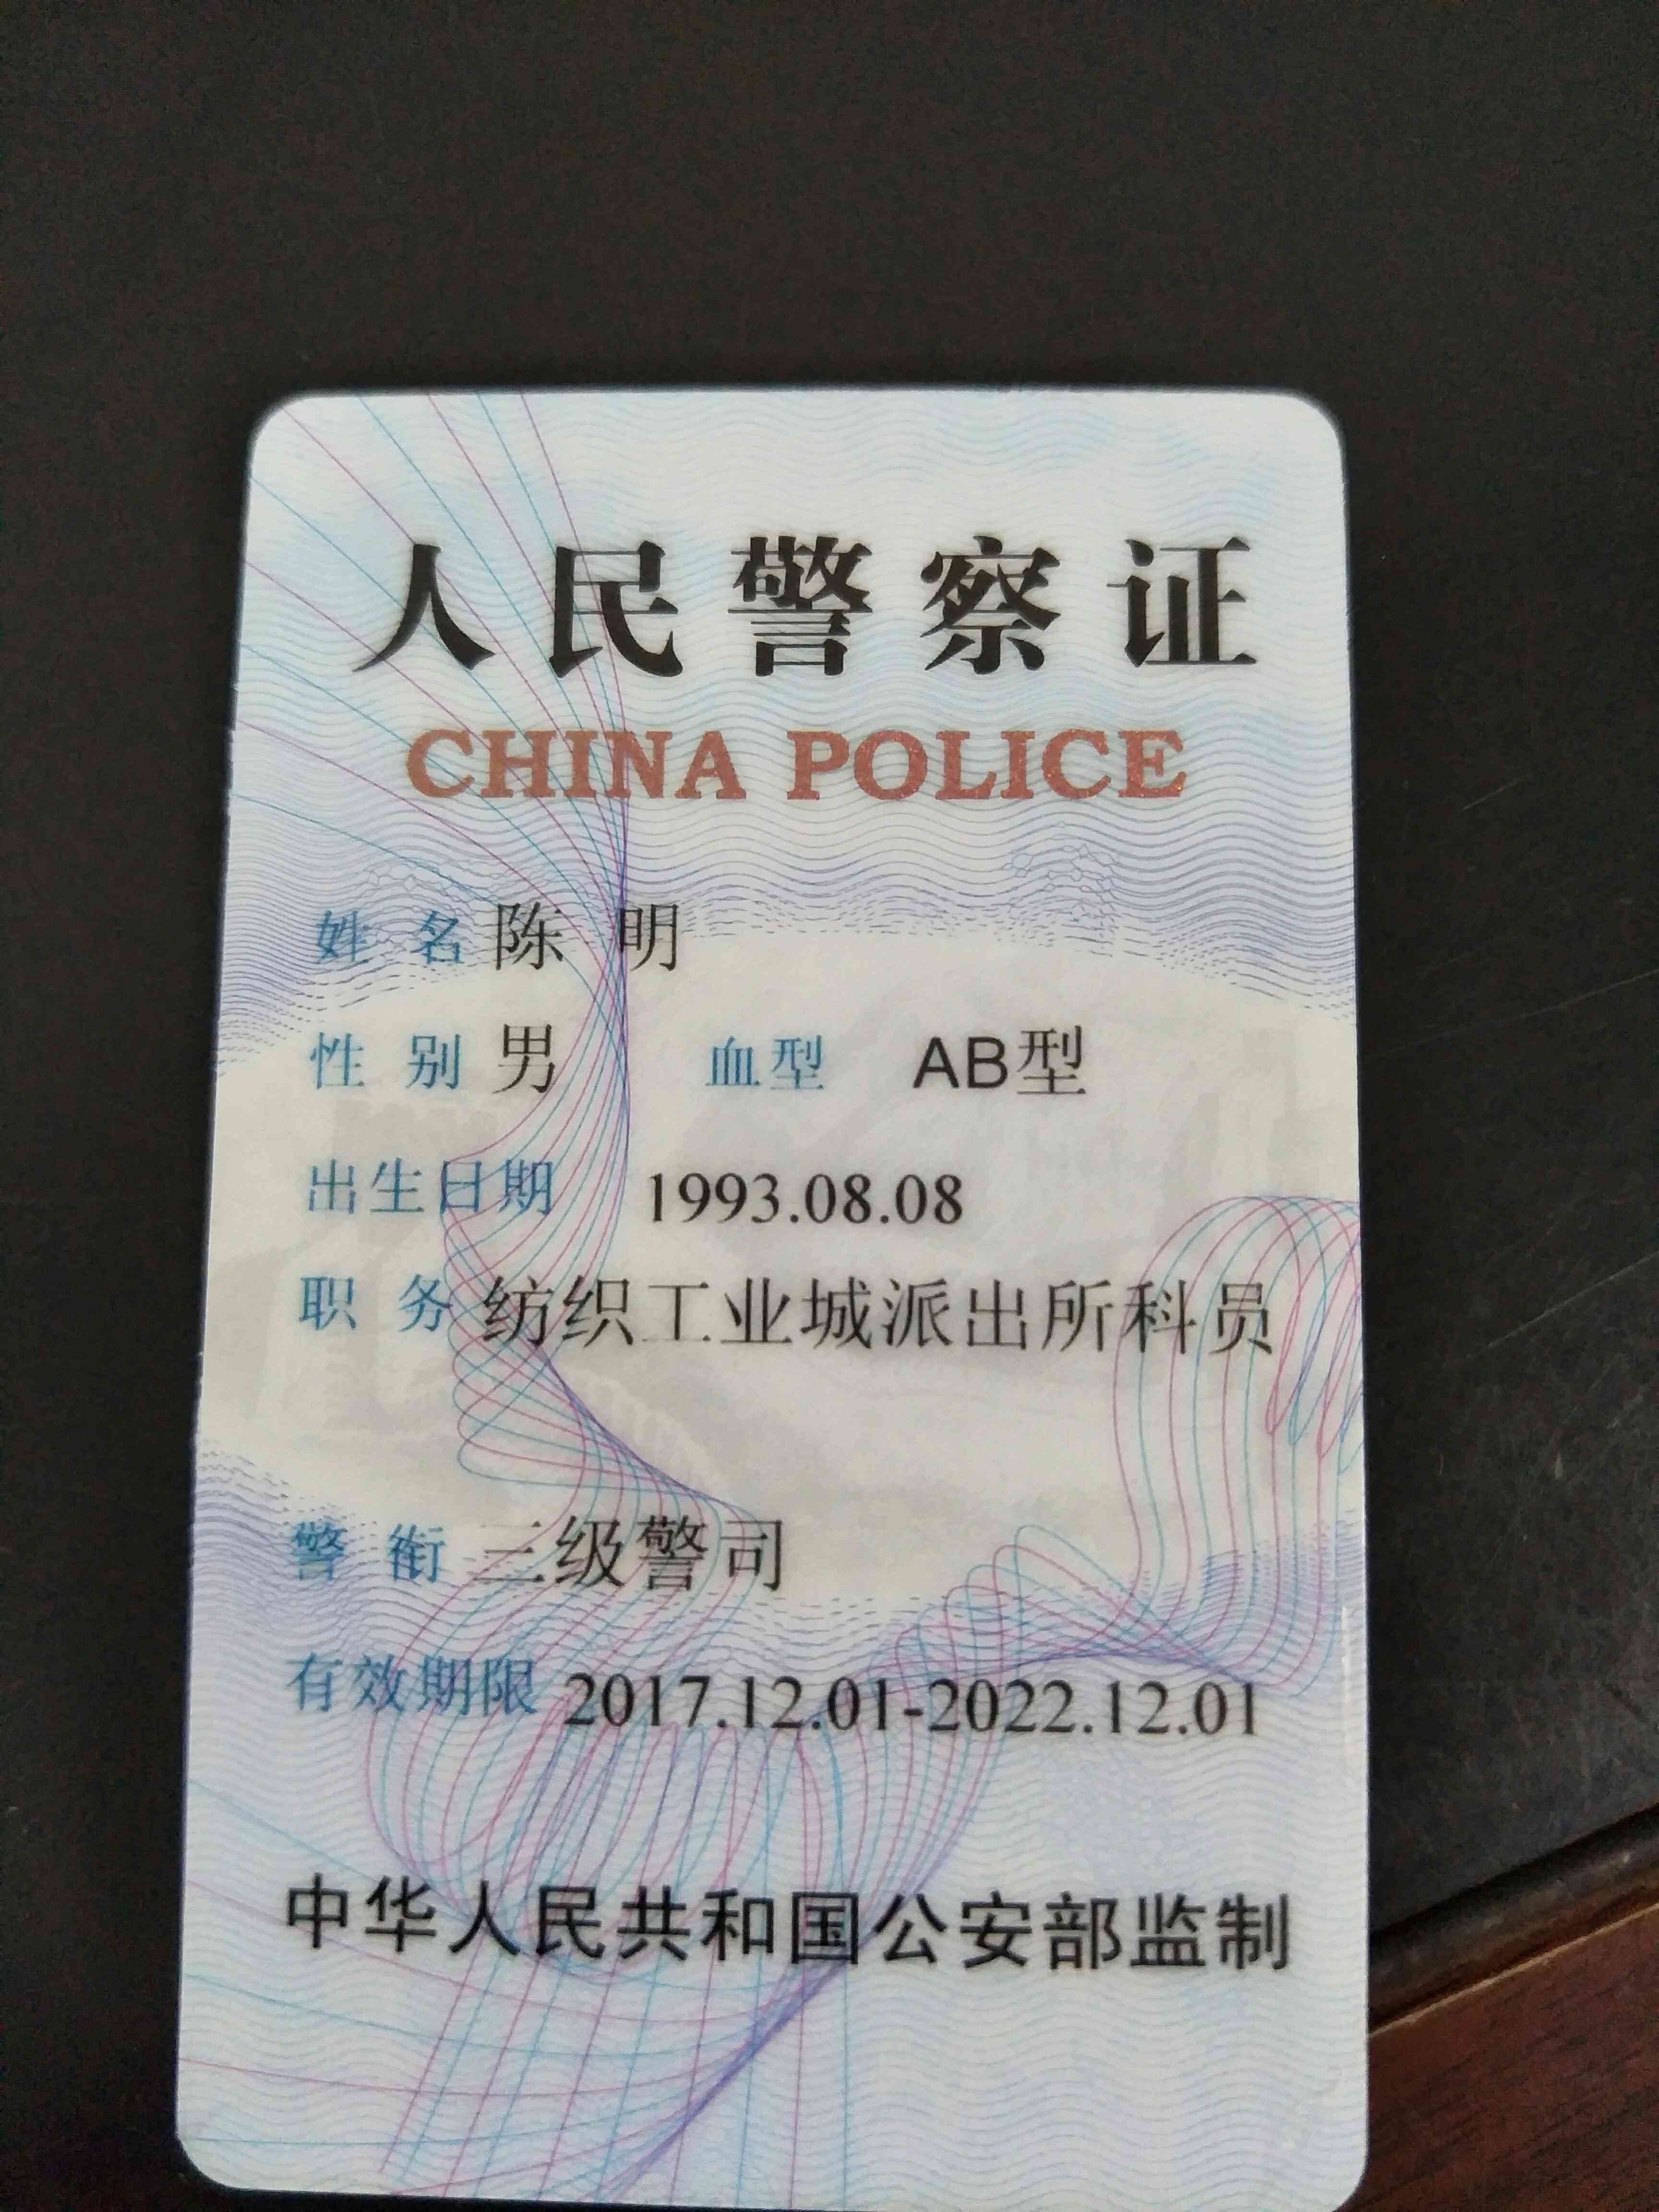 人民警察证
CHINA POLICE
姓名 陈明
性别 男 血型 AB型
出生日期 1993.08.08
职务 纺织工业城派出所科员
警衔 三级警司
有效期限 2017.12.01-2022.12.01
中华人民共和国公安部监制